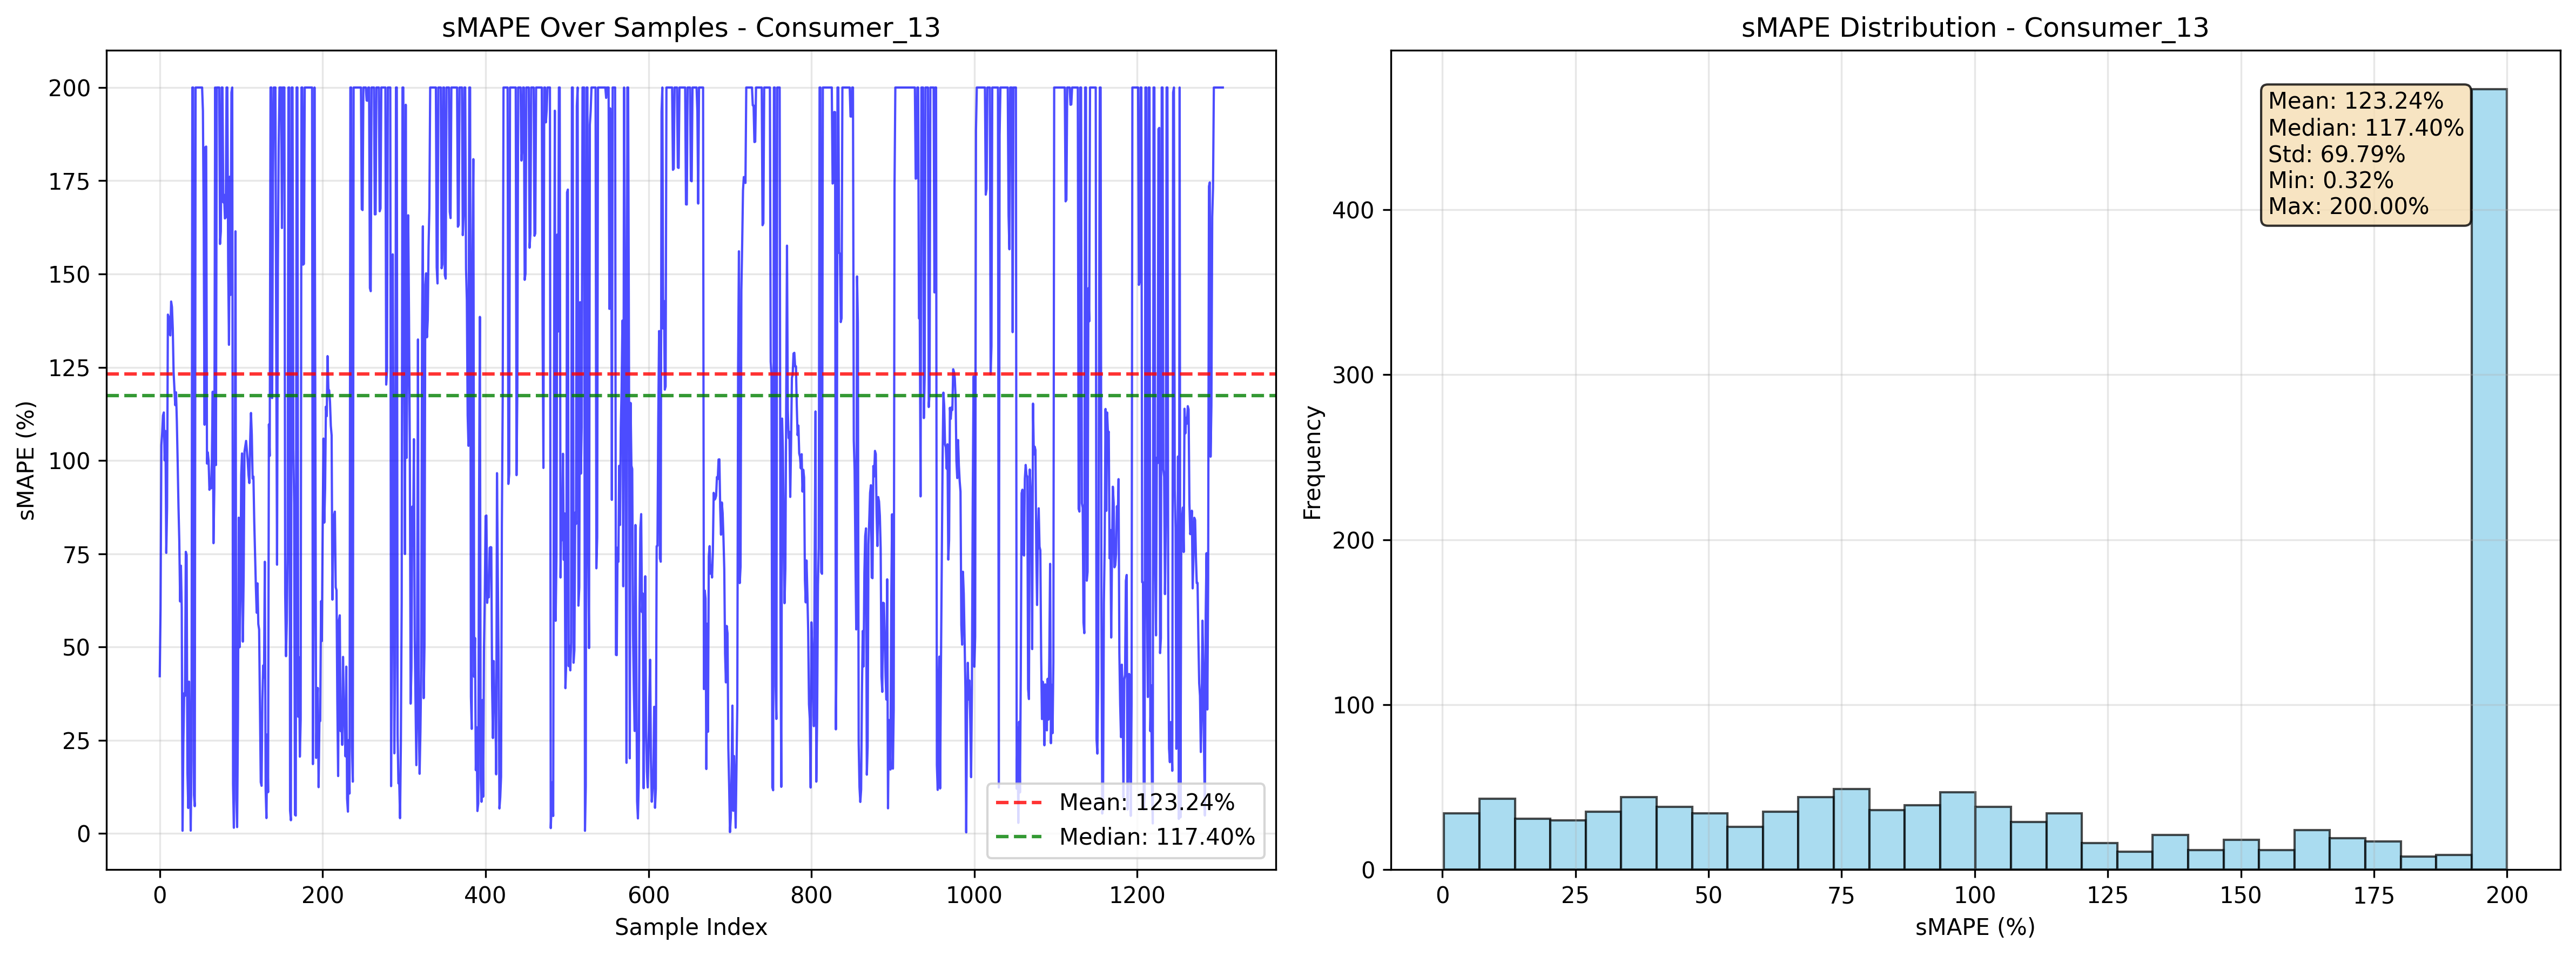 sMAPE Over Samples - Consumer_13
200
175
150
125
100
75
50
25
0
sMAPE (%)
0 200 400 600 800 1000 1200
Sample Index
Mean: 123.24%
Median: 117.40%
sMAPE Distribution - Consumer_13
400
300
200
100
0
Frequency
0 25 50 75 100 125 150 175 200
sMAPE (%)
Mean: 123.24%
Median: 117.40%
Std: 69.79%
Min: 0.32%
Max: 200.00%